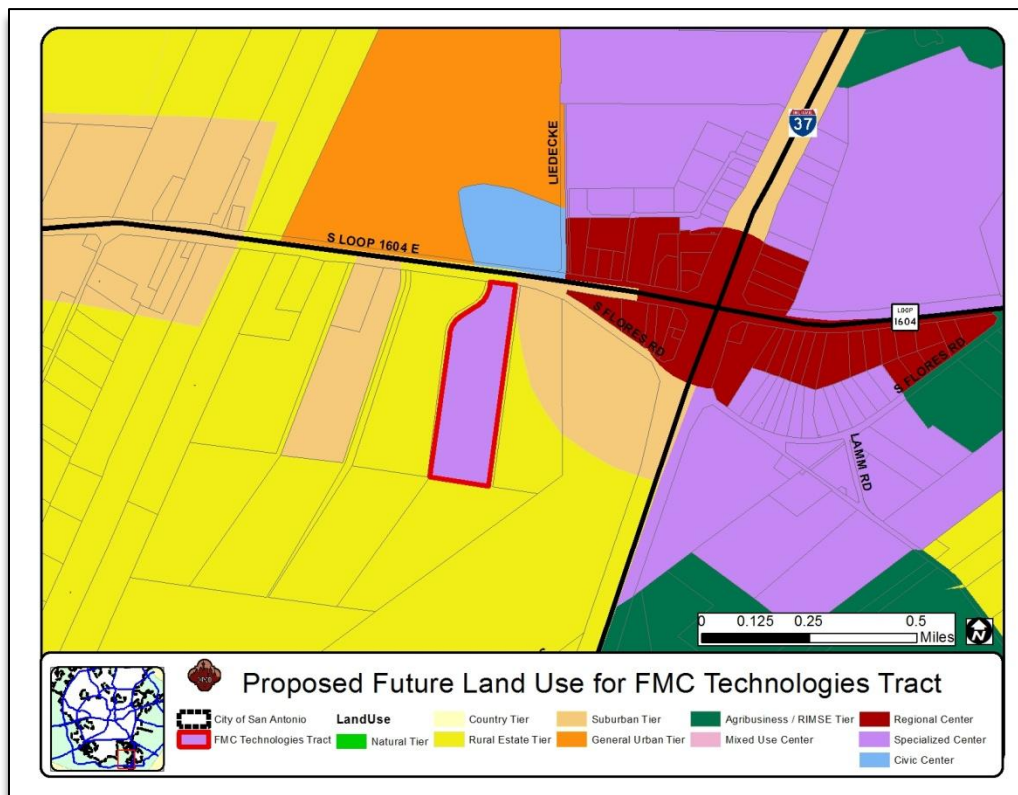 37
LIEDECKE
S LOOP 1604 E
S FLORES RD
LOOP
1604
S FLORES RD
LAMM RD
0 0.125 0.25 0.5
Miles
N
Proposed Future Land Use for FMC Technologies Tract
City of San Antonio
FMC Technologies Tract
LandUse
Natural Tier
Country Tier
Rural Estate Tier
Suburban Tier
General Urban Tier
Agribusiness / RIMSE Tier
Mixed Use Center
Regional Center
Specialized Center
Civic Center